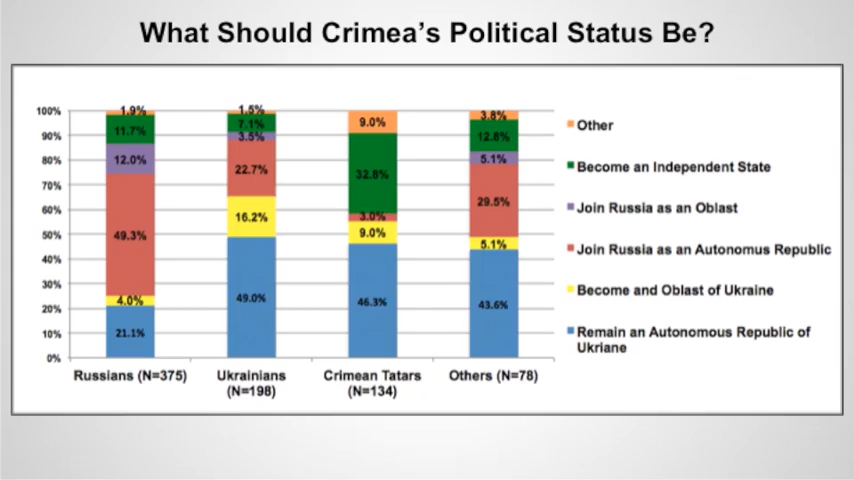 What Should Crimea's Political Status Be?
100%
90%
80%
70%
60%
50%
40%
30%
20%
10%
0%
1.9%
11.7%
12.0%
49.3%
4.0%
21.1%
1.5%
7.1%
3.5%
22.7%
16.2%
49.0%
9.0%
32.8%
3.0%
9.0%
46.3%
3.8%
12.8%
5.1%
29.5%
5.1%
43.6%
Russians (N=375)
Ukrainians
(N=198)
Crimean Tatars
(N=134)
Others (N=78)
Other
Become an Independent State
Join Russia as an Oblast
Join Russia as an Autonomus Republic
Become and Oblast of Ukraine
Remain an Autonomous Republic of
Ukriane